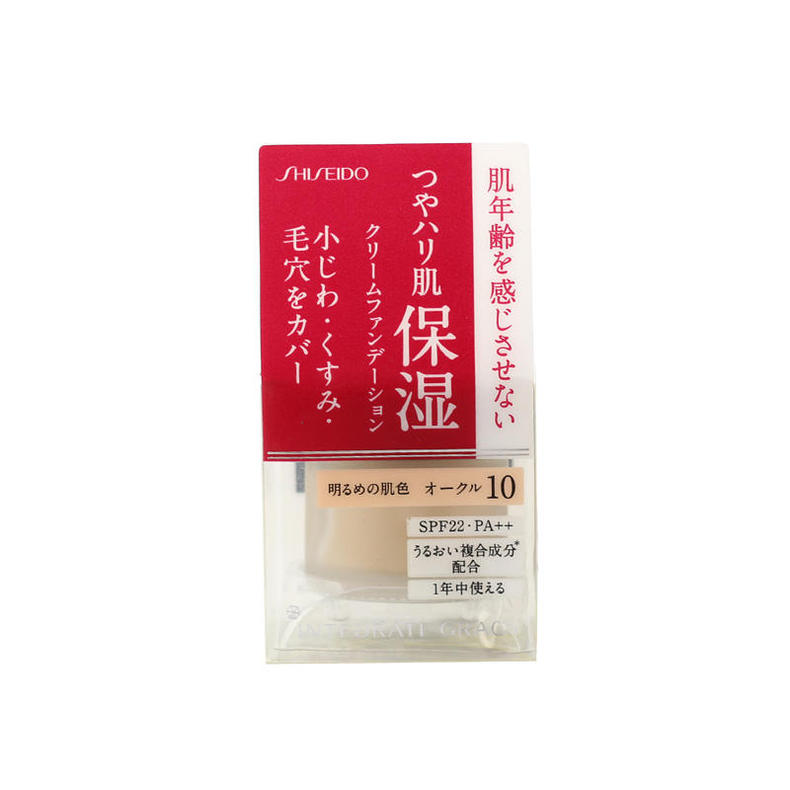 SHISEIDO
肌年齢を感じさせない
つやハリ肌
保湿
クリームファンデーション
小じわ・くすみ・
毛穴をカバー
明るめの肌色 オークル10
SPF22・PA++
うるおい複合成分*
配合
1年中使える
INTEGRATE GRAC